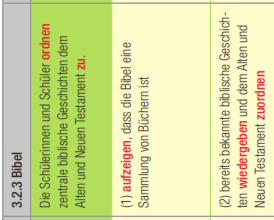 3.2.3 Bibel
Die Schülerinnen und Schüler ordnen
zentrale biblische Geschichten dem
Alten und Neuen Testament zu.
(1) aufzeigen, dass die Bibel eine
Sammlung von Büchern ist
(2) bereits bekannte biblische Geschich-
ten wiedergeben und dem Alten und
Nauen Testament zuordnen